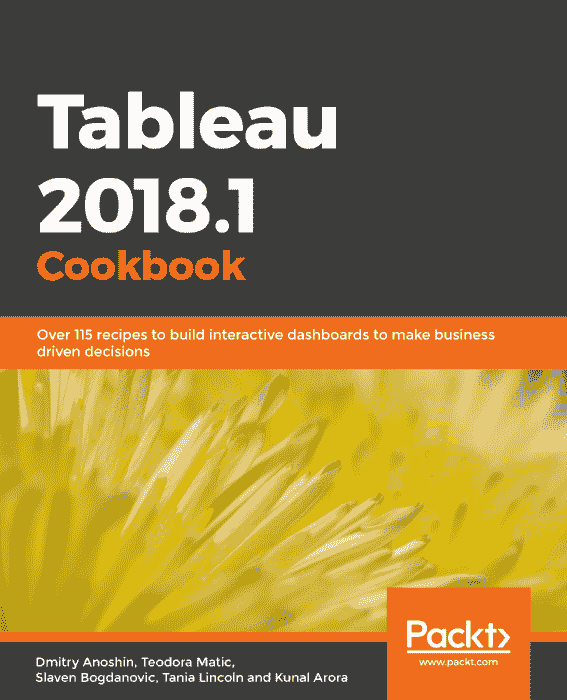 Tableau
2018.1
Cookbook
Over 115 recipes to build interactive dashboards to make business
driven decisions
Packt>
www.packt.com
Dmitry Anoshin, Teodora Matic,
Slaven Bogdanovic, Tania Lincoln and Kunal Arora